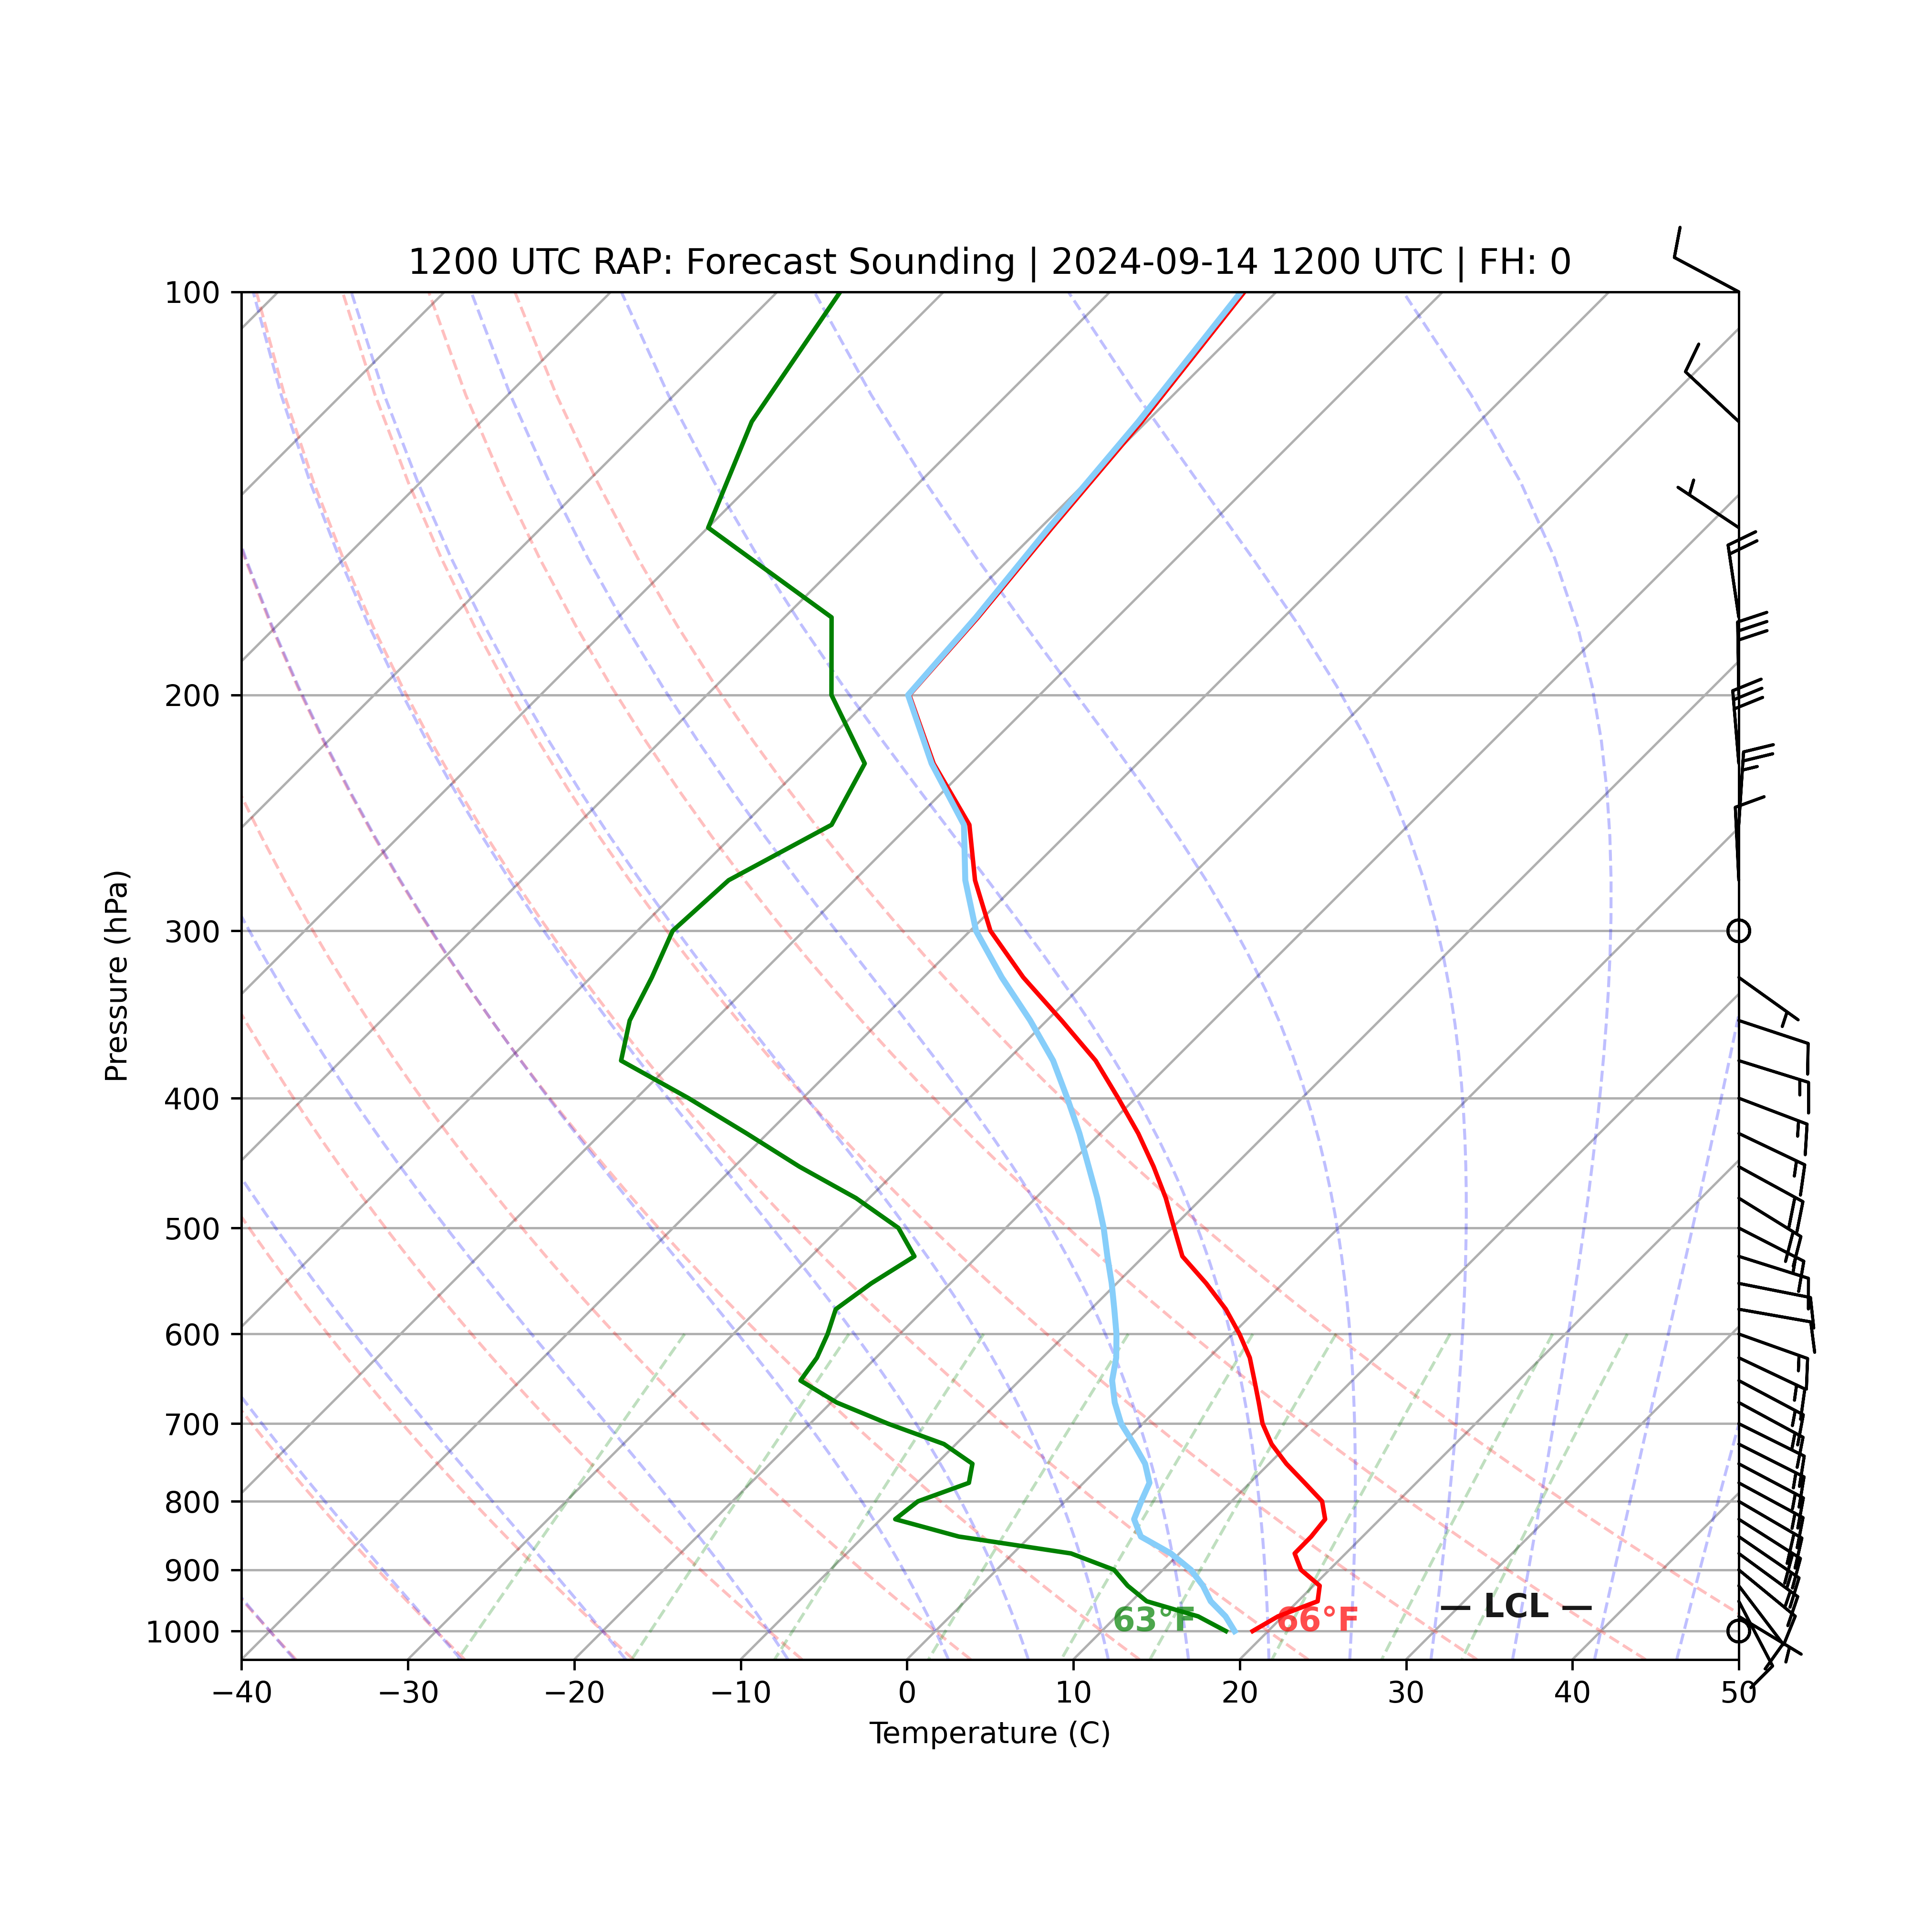 1200 UTC RAP: Forecast Sounding | 2024-09-14 1200 UTC | FH: 0
100
200
300
400
500
600
700
800
900
1000
Pressure (hPa)
63°F
66°F
— LCL —
−40 −30 −20 −10 0 10 20 30 40 50
Temperature (C)